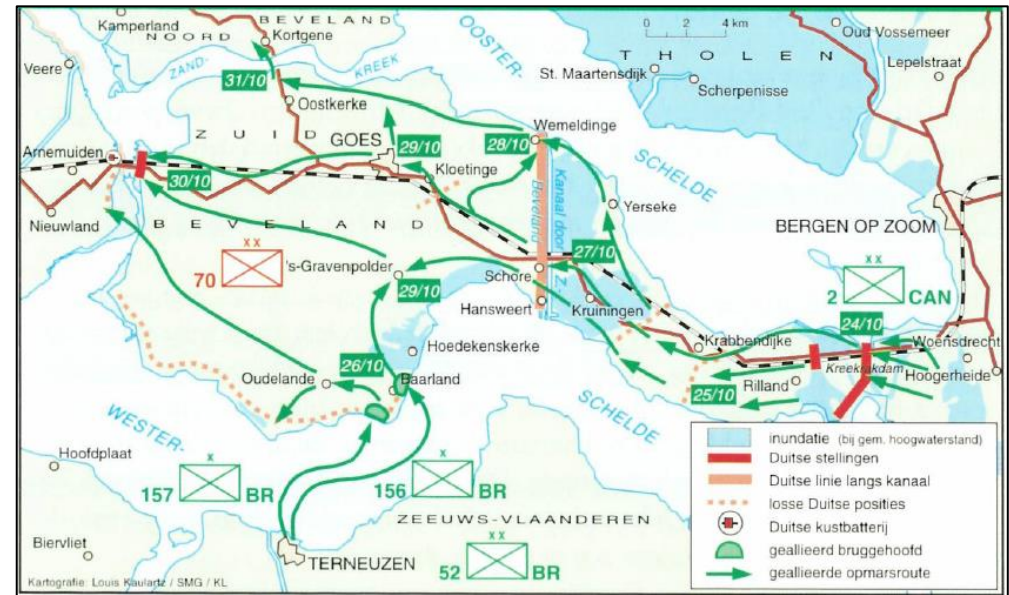 Kamperland
BEVELAND
NOORD
Kortgene
OOSTER-
0 2 4 km
Oud Vossemeer
THOLEN
Lepelstraat
Veere
ZAND-
KREEK
31/10
St. Maartensdijk
Scherpenisse
Oostkerke
ZUID
GOES
29/10
28/10
Wemeldinge
SCHELDE
Arnemuiden
30/10
Kloetinge
Kanaal door
Z.
Beveland
Yerseke
BERGEN OP ZOOM
Nieuwland
BEVELAND
27/10
x x
70
's-Gravenpolder
29/10
Schore
Hansweert
Kruiningen
x x
2 CAN
24/10
Krabbendijke
Woensdrecht
Hoedekenskerke
26/10
Kreekrakdam
Hoogerheide
Oudelande
Baarland
25/10
Rilland
WESTER-
SCHELDE
Hoofdplaat
x
157 BR
x
156 BR
ZEEUWS-VLAANDEREN
Biervliet
TERNEUZEN
x x
52 BR
inundatie (bij gem. hoogwaterstand)
Duitse stellingen
Duitse linie langs kanaal
losse Duitse posities
Duitse kustbatterij
geallieerd bruggehoofd
geallieerde opmarsroute
Kartografie: Louis Kaulartz / SMG / KL